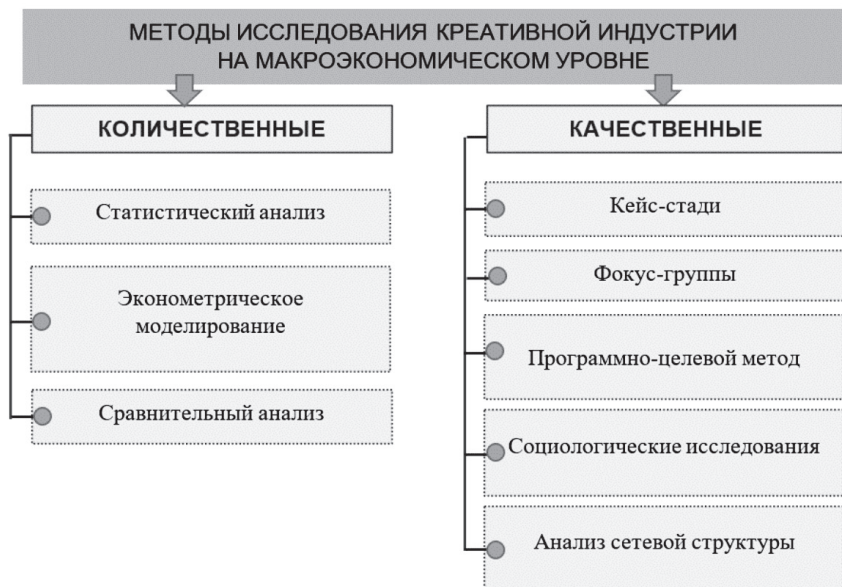 МЕТОДЫ ИССЛЕДОВАНИЯ КРЕАТИВНОЙ ИНДУСТРИИ
НА МАКРОЭКОНОМИЧЕСКОМ УРОВНЕ
КОЛИЧЕСТВЕННЫЕ
Статистический анализ
Эконометрическое
моделирование
Сравнительный анализ
КАЧЕСТВЕННЫЕ
Кейс-стади
Фокус-группы
Программно-целевой метод
Социологические исследования
Анализ сетевой структуры